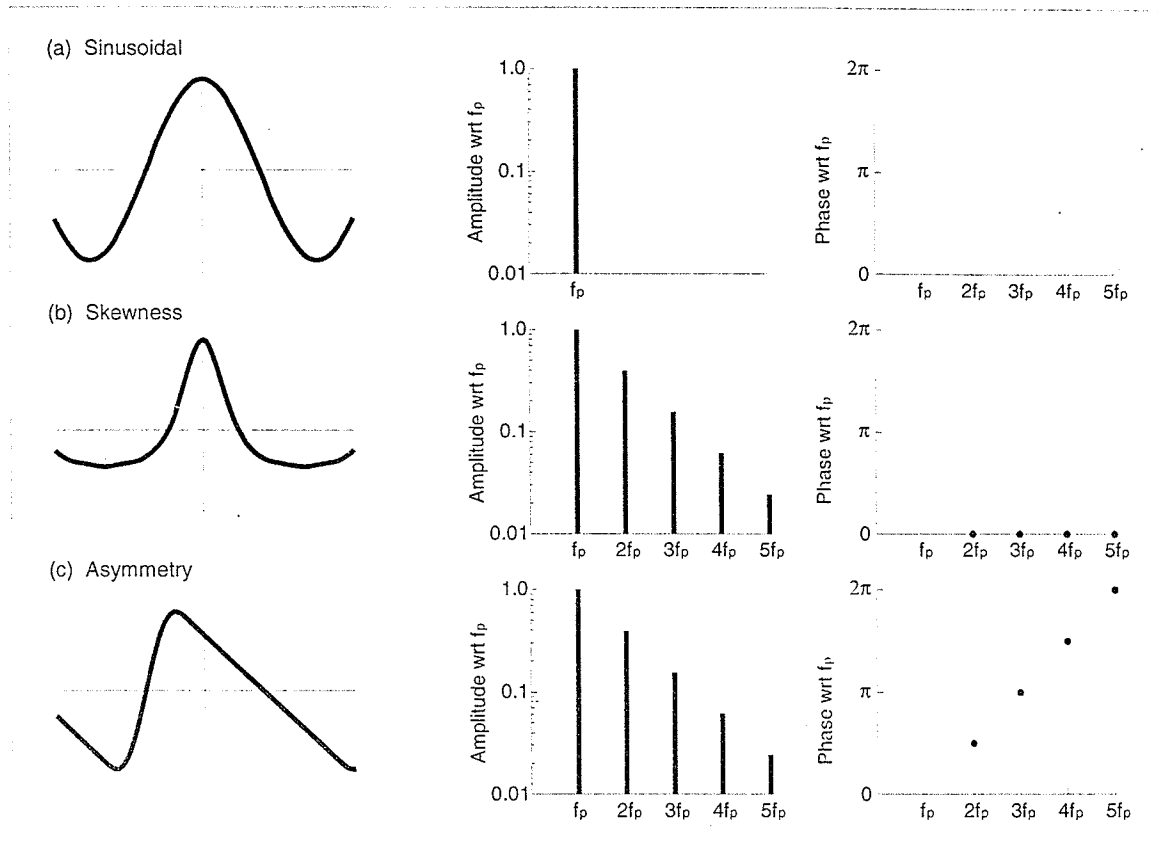 (a) Sinusoidal
Amplitude wrt fp
1.0
0.1
0.01
fp
Phase wrt fp
2π
π
0
fp 2fp 3fp 4fp 5fp
(b) Skewness
Amplitude wrt fp
1.0
0.1
0.01
fp 2fp 3fp 4fp 5fp
Phase wrt fp
2π
π
0
fp 2fp 3fp 4fp 5fp
(c) Asymmetry
Amplitude wrt fp
1.0
0.1
0.01
fp 2fp 3fp 4fp 5fp
Phase wrt fp
2π
π
0
fp 2fp 3fp 4fp 5fp